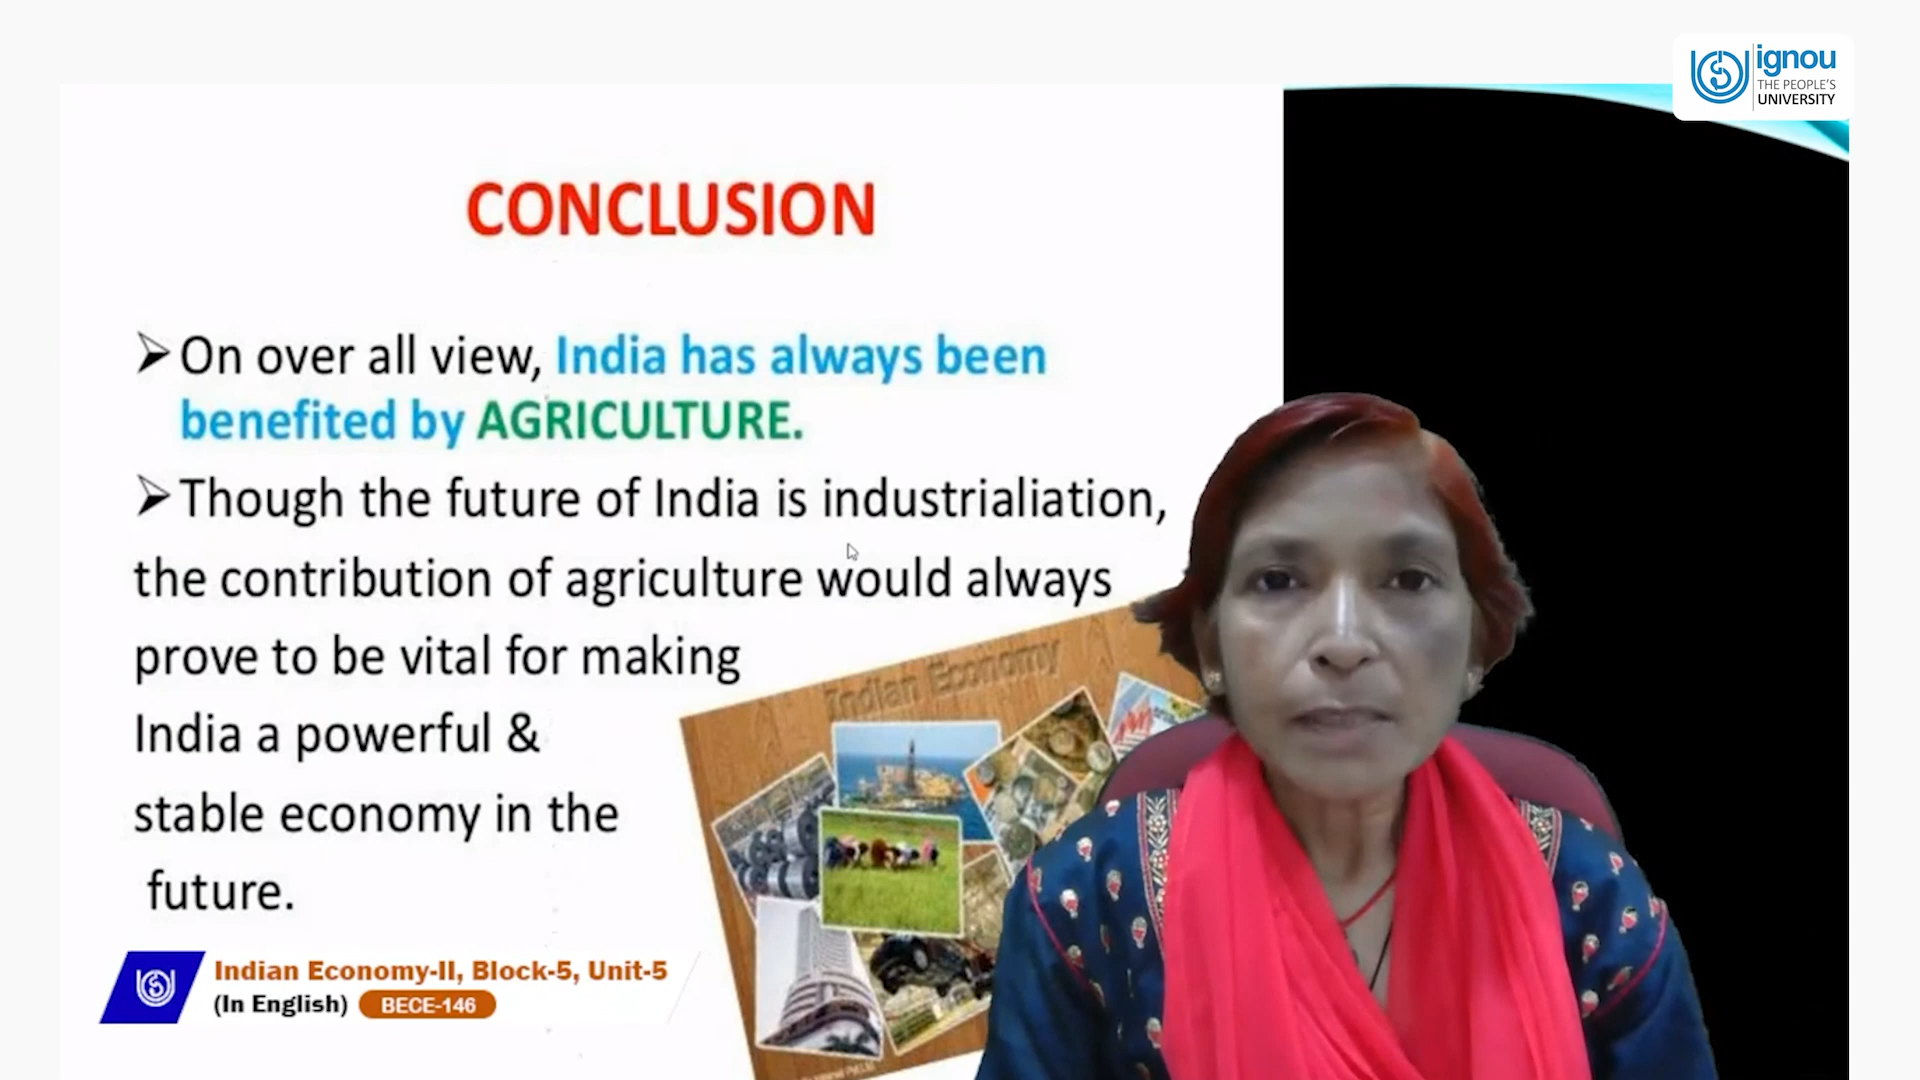 ignou
THE PEOPLE'S
UNIVERSITY
CONCLUSION
On over all view, India has always been
benefited by AGRICULTURE.
Though the future of India is industrialiation,
the contribution of agriculture would always
prove to be vital for making
India a powerful &
stable economy in the
future.
Indian Economy
Indian Economy-II, Block-5, Unit-5
(In English) BECE-146